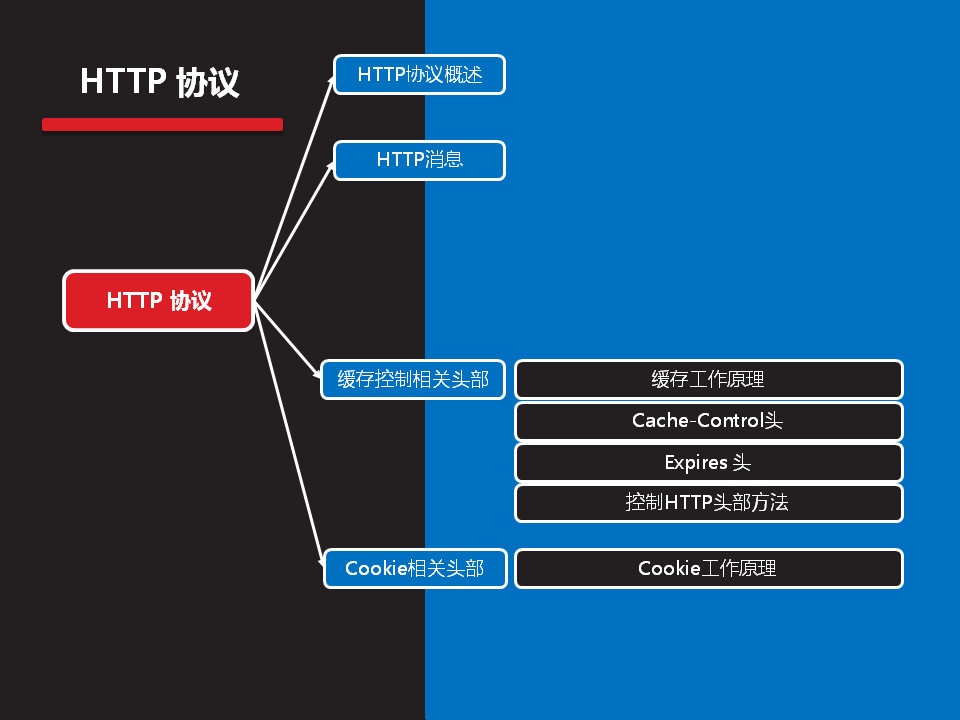 HTTP 协议
HTTP协议概述
HTTP消息
HTTP 协议
缓存控制相关头部
缓存工作原理
Cache-Control头
Expires 头
控制HTTP头部方法
Cookie相关头部
Cookie工作原理